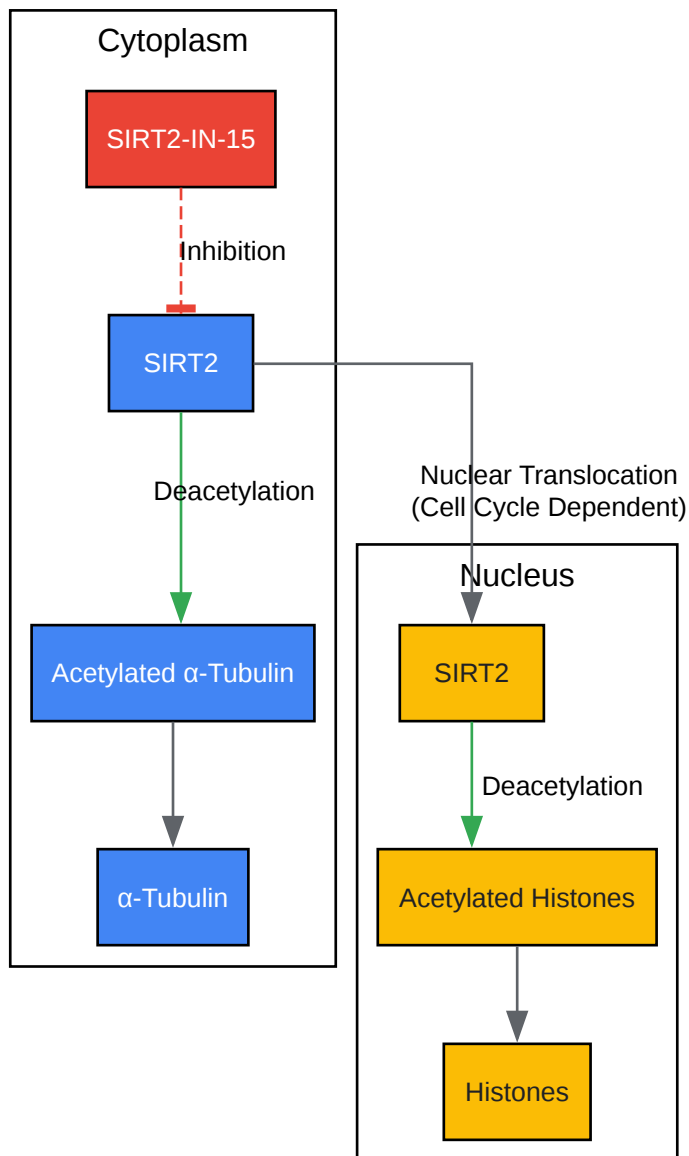 Cytoplasm
SIRT2-IN-15
Inhibition
SIRT2
Deacetylation
Acetylated α-Tubulin
α-Tubulin
Nuclear Translocation
(Cell Cycle Dependent)
Nucleus
SIRT2
Deacetylation
Acetylated Histones
Histones